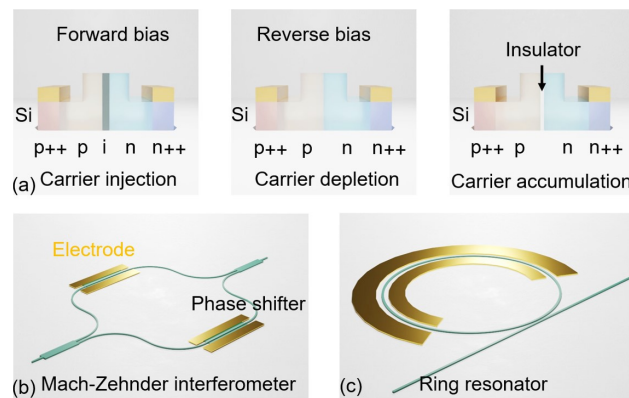 Forward bias
Reverse bias
Insulator
Si
p++ p i n n++
Si
p++ p n n++
Si
p++ p n n++
(a) Carrier injection
Carrier depletion
Carrier accumulation
Electrode
Phase shifter
(b) Mach-Zehnder interferometer
(c) Ring resonator